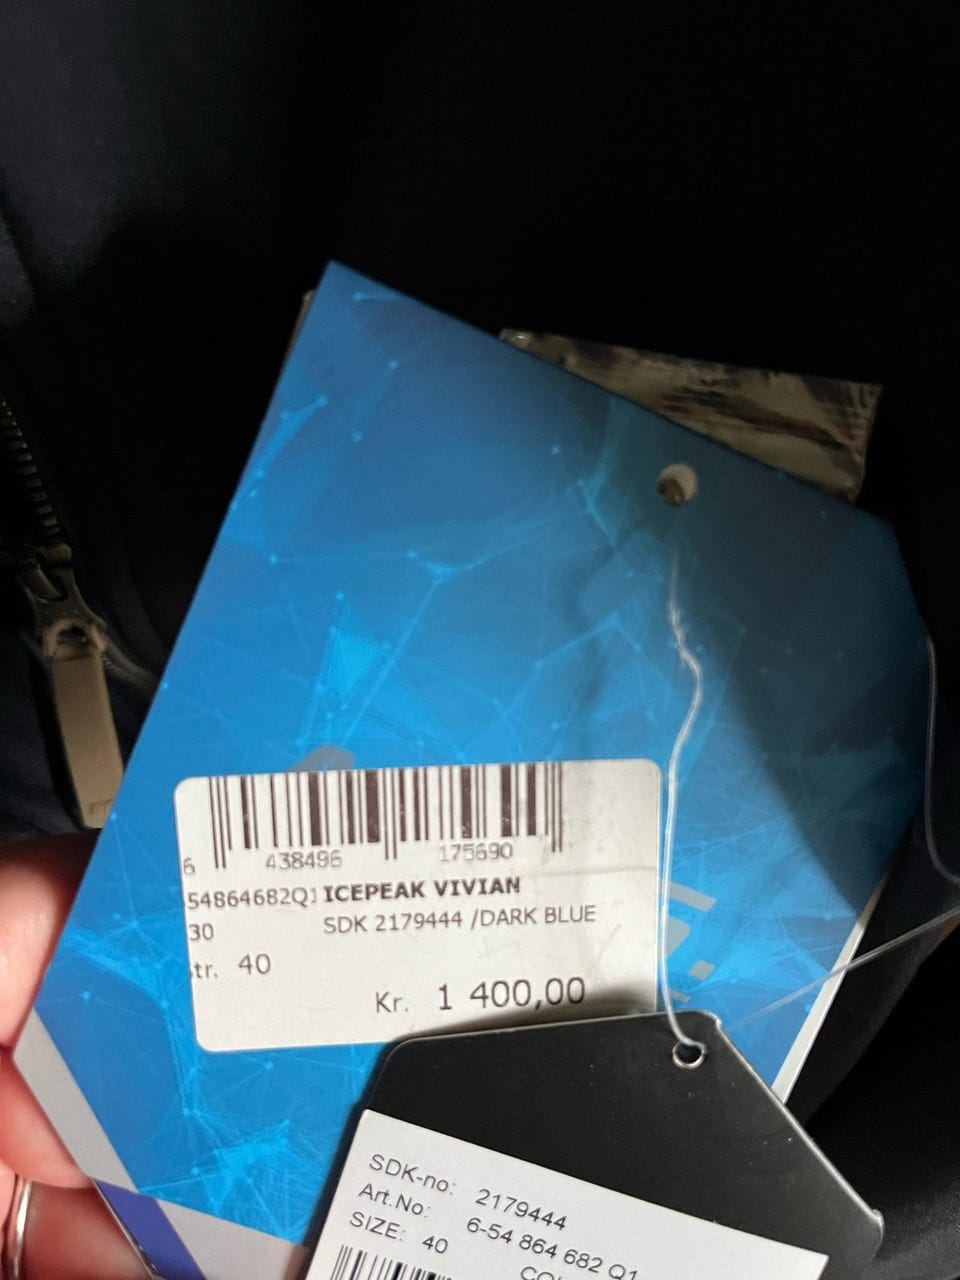 6 438496 175690
54864682Q1 ICEPEAK VIVIAN
30 SDK 2179444 /DARK BLUE
tr. 40
Kr. 1 400,00
SDK-no: 2179444
Art.No: 6-54 864 682 Q1
SIZE: 40